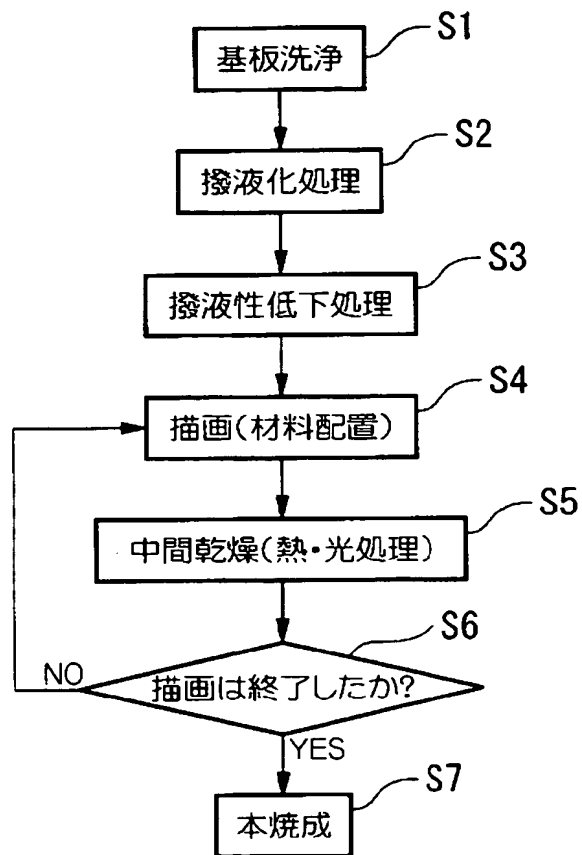 S1
基板洗浄
S2
撥液化処理
S3
撥液性低下処理
S4
描画(材料配置)
S5
中間乾燥(熱・光処理)
S6
描画は終了したか?
NO
YES
S7
本焼成